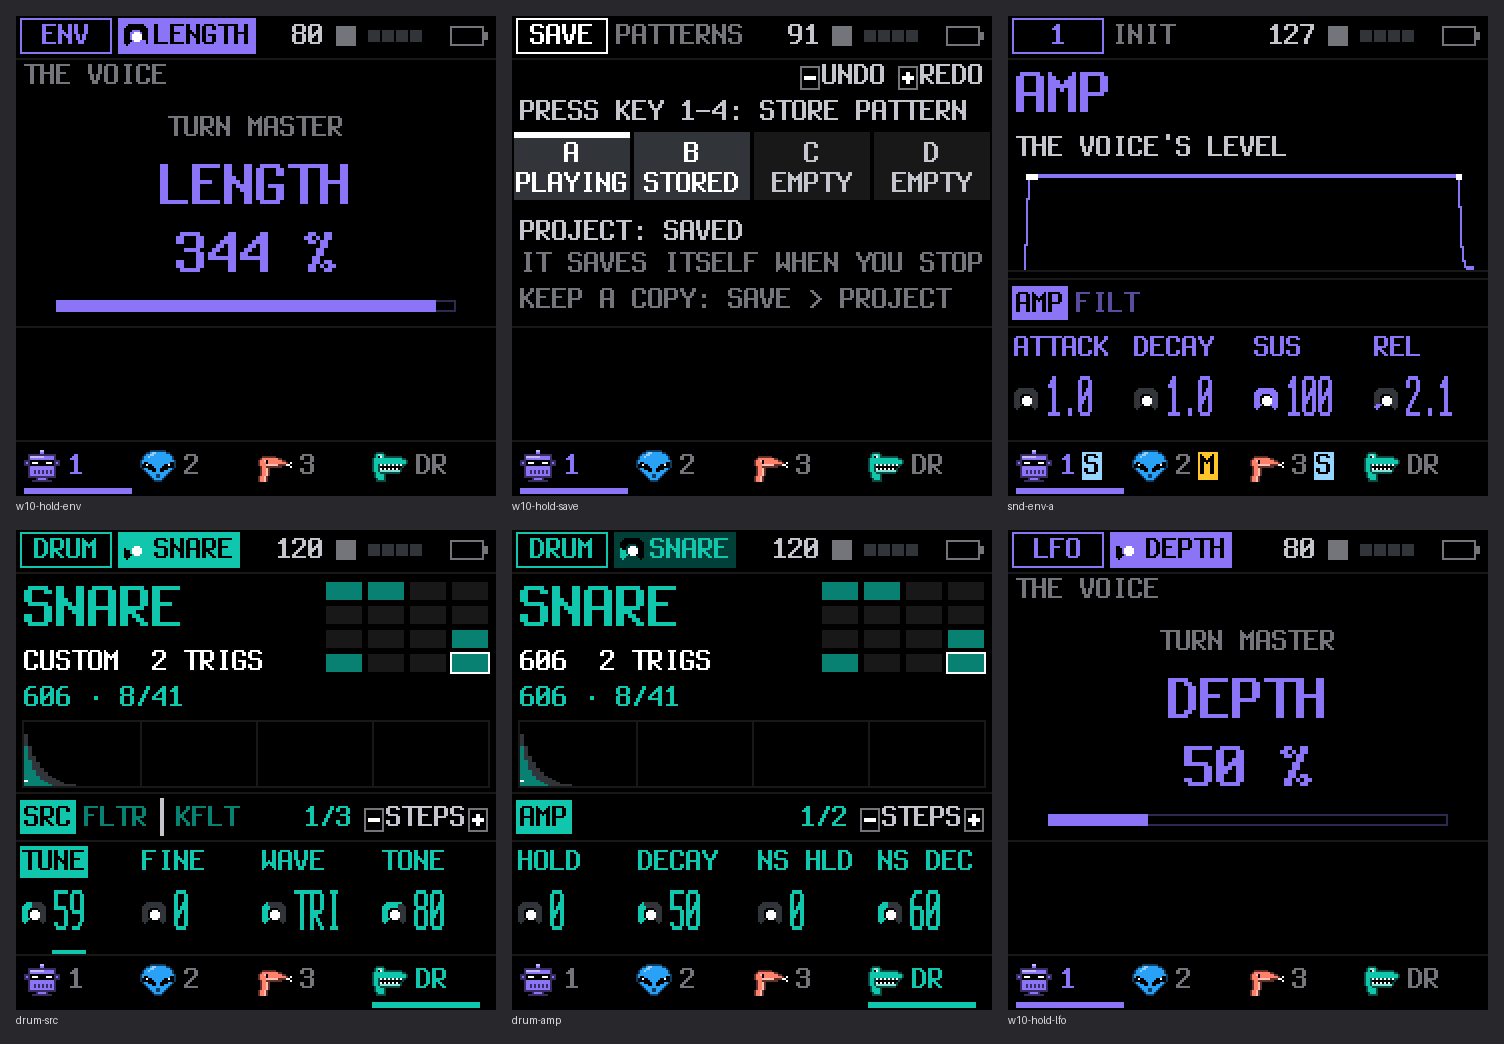 ENV LENGTH 80
THE VOICE
TURN MASTER
LENGTH
344 %
1 2 3 DR
w10-hold-env
SAVE PATTERNS 91
-UNDO +REDO
PRESS KEY 1-4: STORE PATTERN
A B C D
PLAYING STORED EMPTY EMPTY
PROJECT: SAVED
IT SAVES ITSELF WHEN YOU STOP
KEEP A COPY: SAVE > PROJECT
1 2 3 DR
w10-hold-save
1 INIT 127
AMP
THE VOICE'S LEVEL
AMP FILT
ATTACK DECAY SUS REL
1.0 1.0 100 2.1
1 S 2 M 3 S DR
snd-env-a
DRUM SNARE 120
SNARE
CUSTOM 2 TRIGS
606 · 8/41
SRC FLTR KFLT 1/3 -STEPS+
TUNE FINE WAVE TONE
59 0 TRI 80
1 2 3 DR
drum-src
DRUM SNARE 120
SNARE
606 2 TRIGS
606 · 8/41
AMP 1/2 -STEPS+
HOLD DECAY NS HLD NS DEC
0 50 0 60
1 2 3 DR
drum-amp
LFO DEPTH 80
THE VOICE
TURN MASTER
DEPTH
50 %
1 2 3 DR
w10-hold-lfo